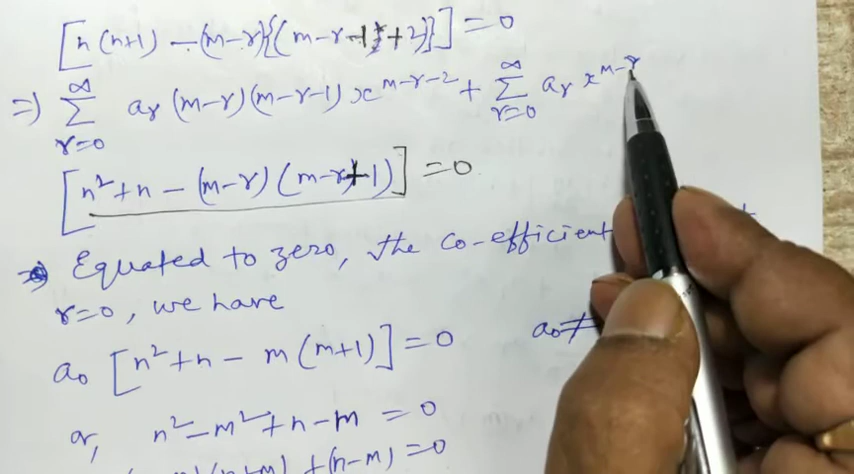 [n(n+1) - (m-r){(m-r-1)+2}] = 0
=> ∞ Σ r=0 a_r (m-r)(m-r-1) x^{m-r-2} + ∞ Σ r=0 a_r x^{m-r}
[n²+n - (m-r)(m-r+1)] = 0
=> Equated to zero, the co-efficient
r=0, we have
a₀ [n²+n - m(m+1)] = 0 a₀ ≠
or, n²-m²+n-m = 0
(n+m) + (n-m) = 0